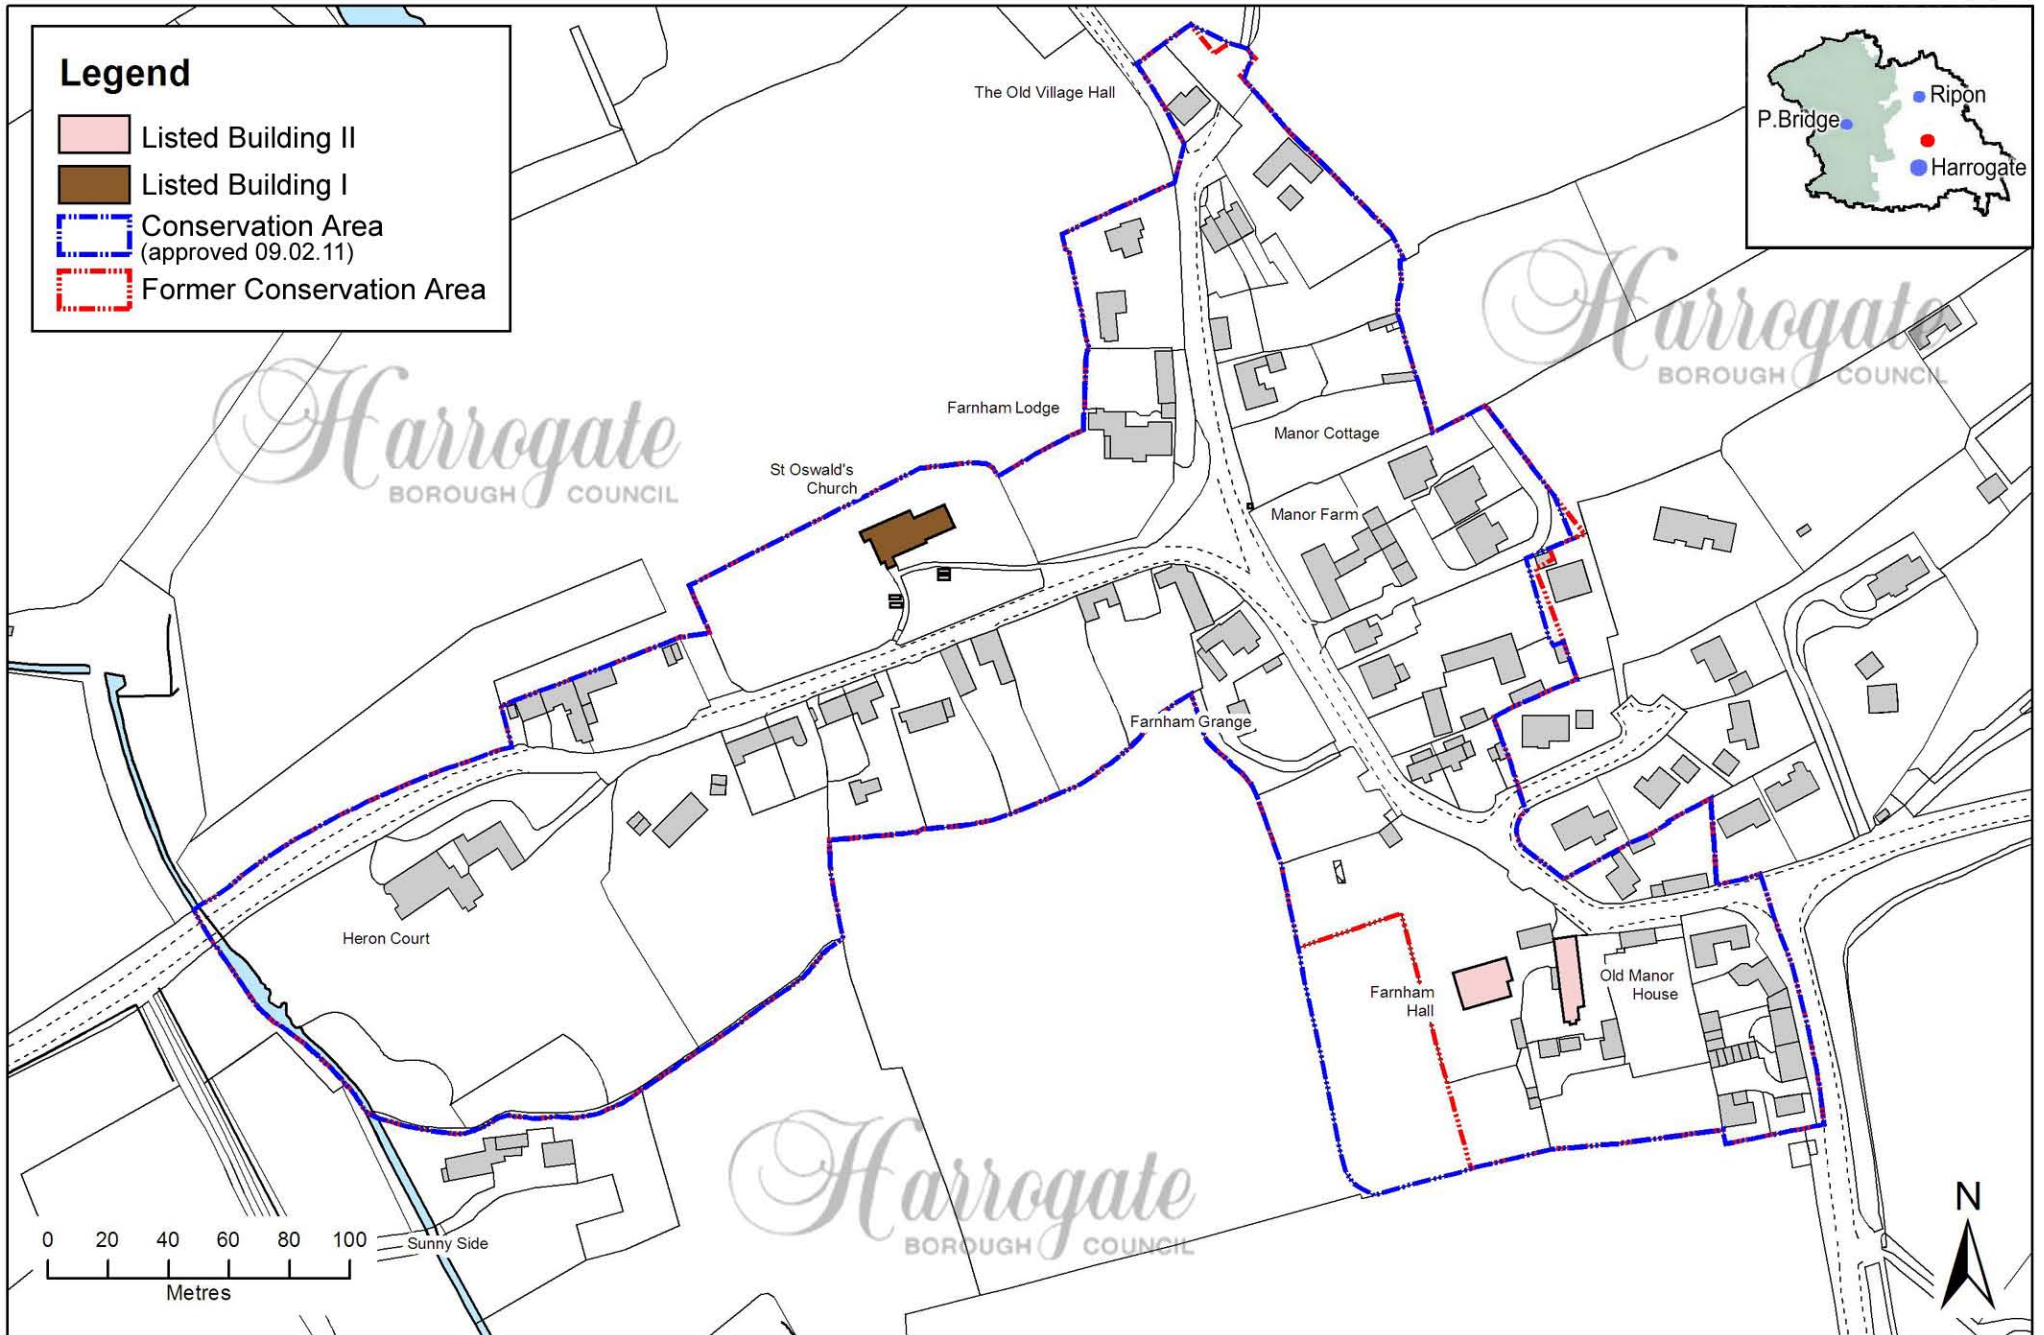 Legend
Listed Building II
Listed Building I
Conservation Area
(approved 09.02.11)
Former Conservation Area
The Old Village Hall
Ripon
P.Bridge
Harrogate
Harrogate
BOROUGH COUNCIL
Harrogate
BOROUGH COUNCIL
Farnham Lodge
Manor Cottage
St Oswald's
Church
Manor Farm
Farnham Grange
Heron Court
Farnham
Hall
Old Manor
House
Harrogate
BOROUGH COUNCIL
Sunny Side
0 20 40 60 80 100
Metres
N